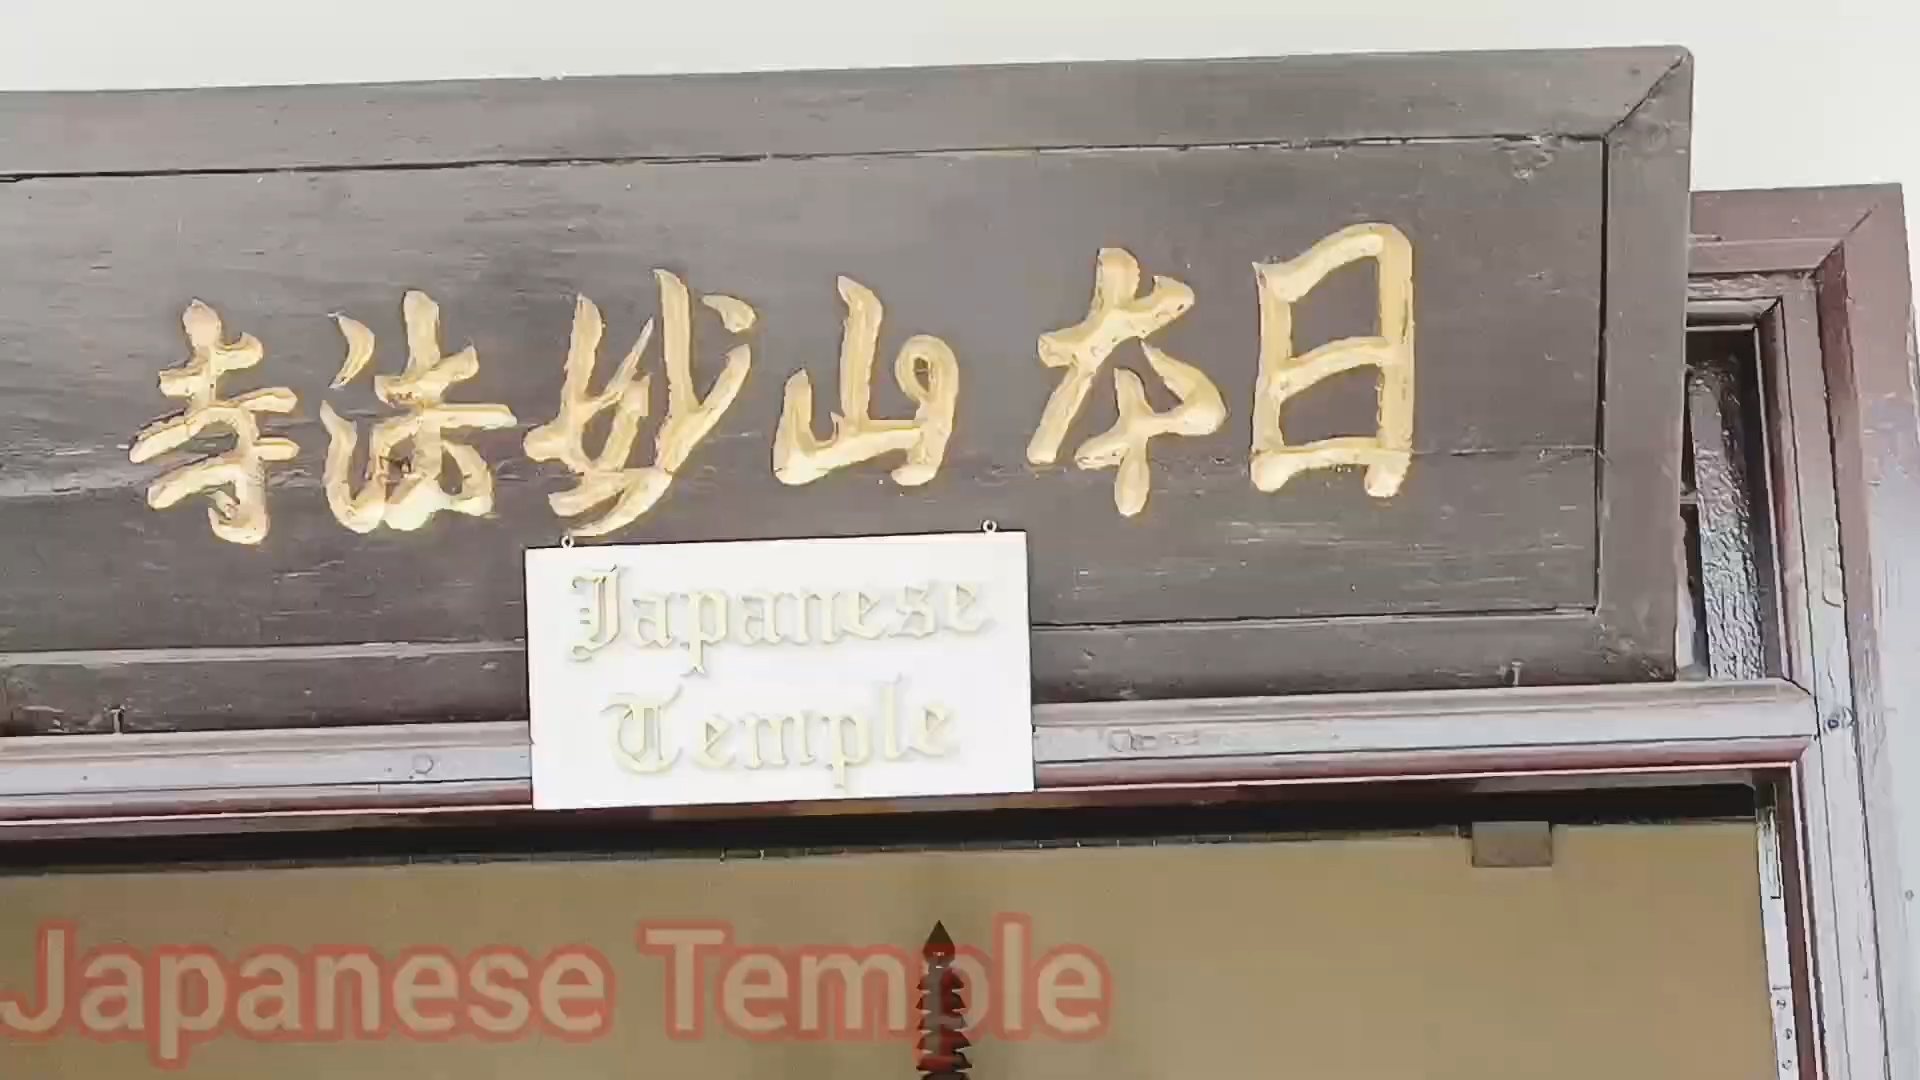 日本山妙法寺
Japanese
Temple
Japanese Temple